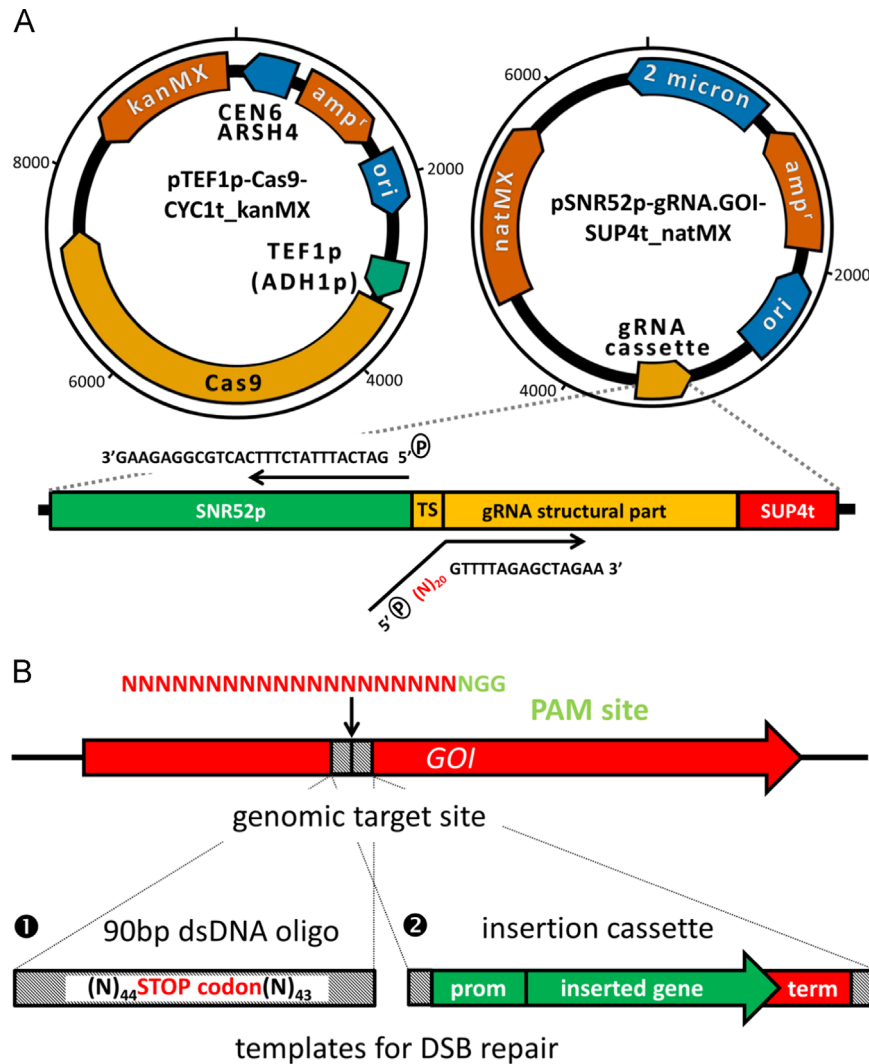 A
kanMX
CEN6
ARSH4
ampʳ
ori
2000
8000
pTEF1p-Cas9-
CYC1t_kanMX
TEF1p
(ADH1p)
Cas9
6000
4000
6000
2 micron
natMX
ampʳ
pSNR52p-gRNA.GOI-
SUP4t_natMX
2000
ori
gRNA
cassette
4000
3'GAAGAGGCGTCACTTTCTATTTACTAG 5' P
SNR52p
TS
gRNA structural part
SUP4t
5' P (N)₂₀ GTTTTAGAGCTAGAA 3'
B
NNNNNNNNNNNNNNNNNNNNNGG
PAM site
GOI
genomic target site
❶
90bp dsDNA oligo
(N)₄₄STOP codon(N)₄₃
❷
insertion cassette
prom
inserted gene
term
templates for DSB repair